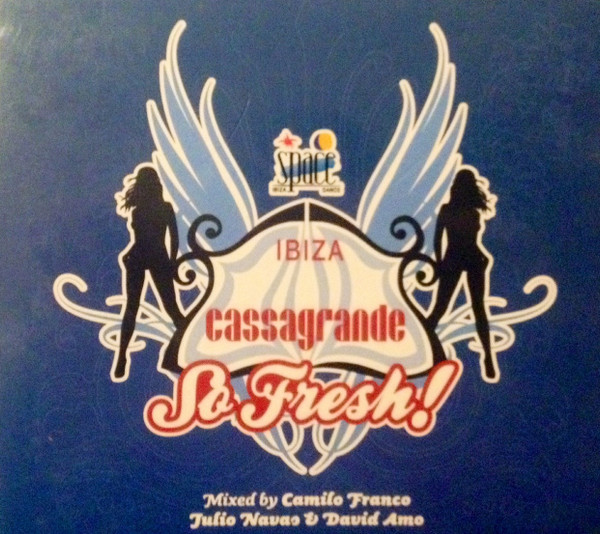 space
IBIZA DANCE
IBIZA
cassagrande
So Fresh!
Mixed by Camilo Franco
Julio Navas & David Amo